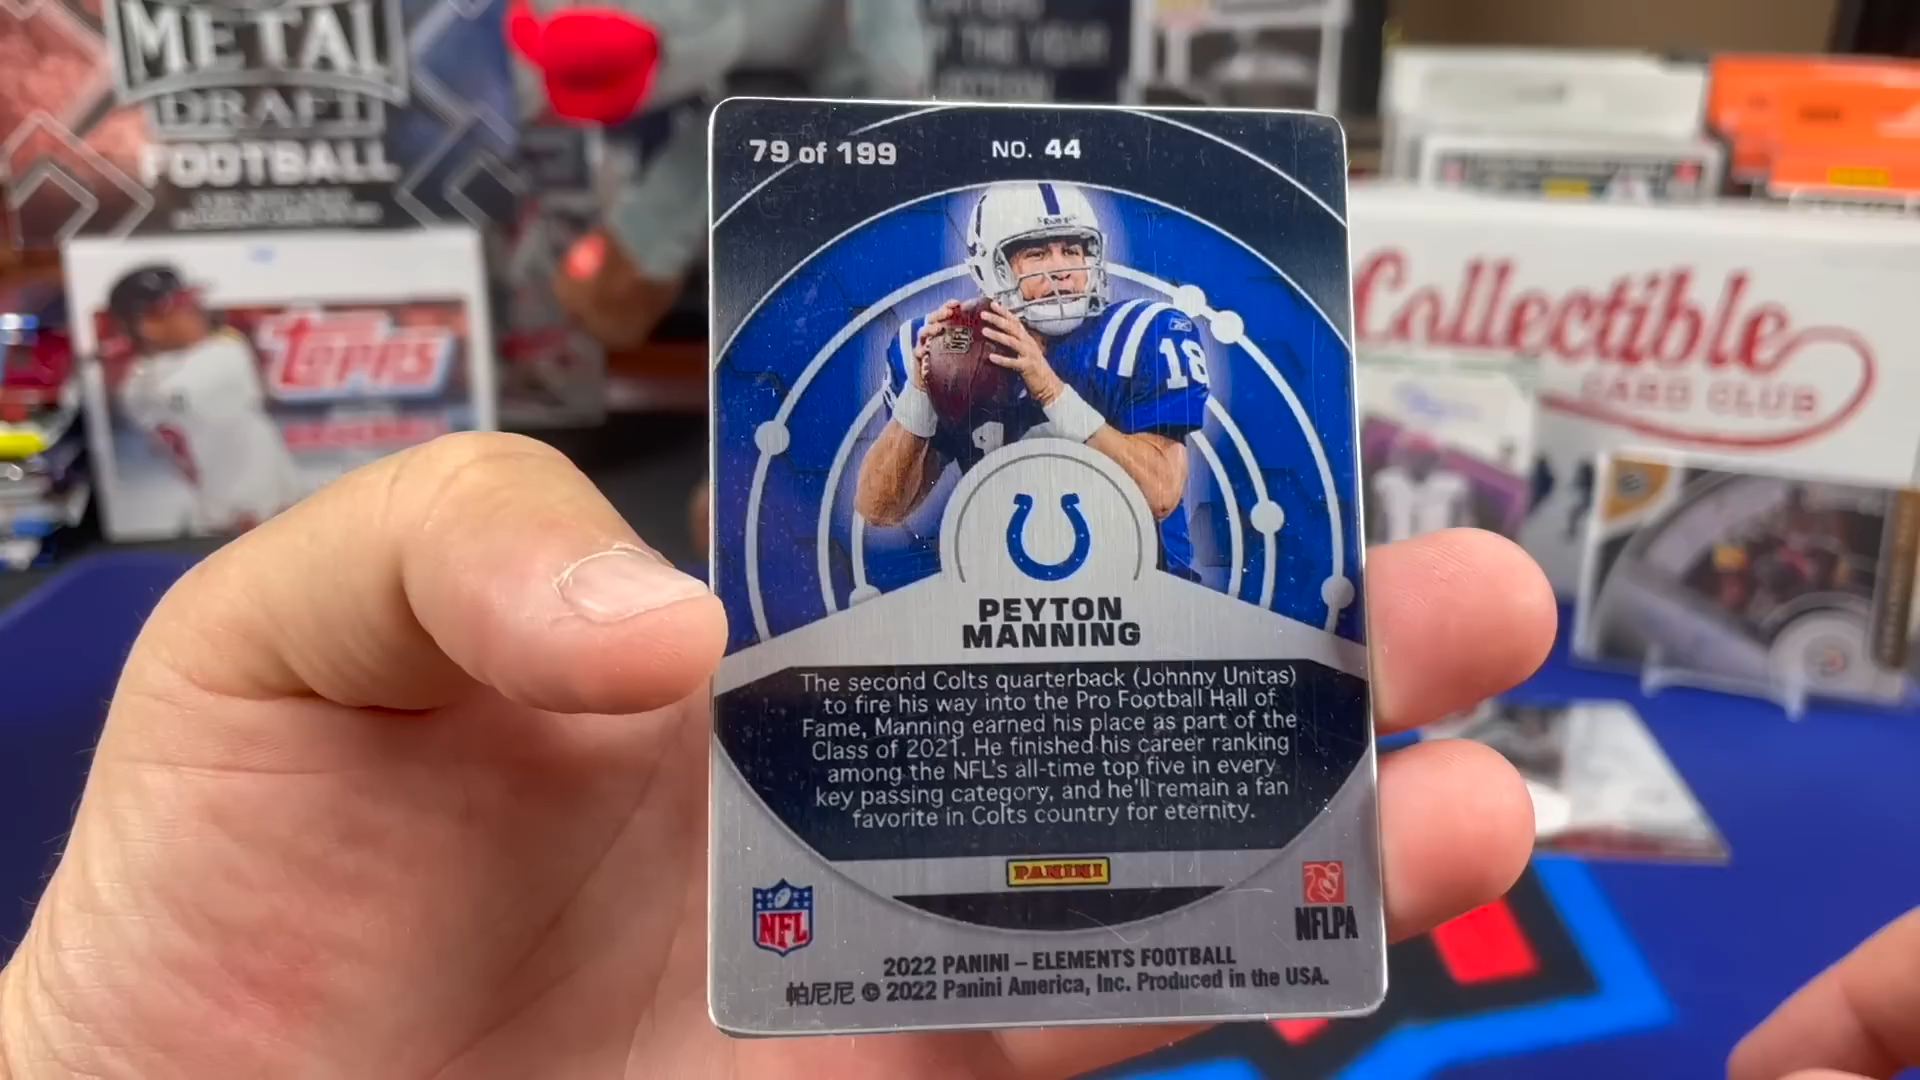 METAL
DRAFT
FOOTBALL
TOPPS
Collectible
CARD CLUB
79 of 199
NO. 44
18
PEYTON
MANNING
The second Colts quarterback (Johnny Unitas)
to fire his way into the Pro Football Hall of
Fame, Manning earned his place as part of the
Class of 2021. He finished his career ranking
among the NFL's all-time top five in every
key passing category, and he'll remain a fan
favorite in Colts country for eternity.
PANINI
NFL
NFLPA
2022 PANINI – ELEMENTS FOOTBALL
帕尼尼 © 2022 Panini America, Inc. Produced in the USA.